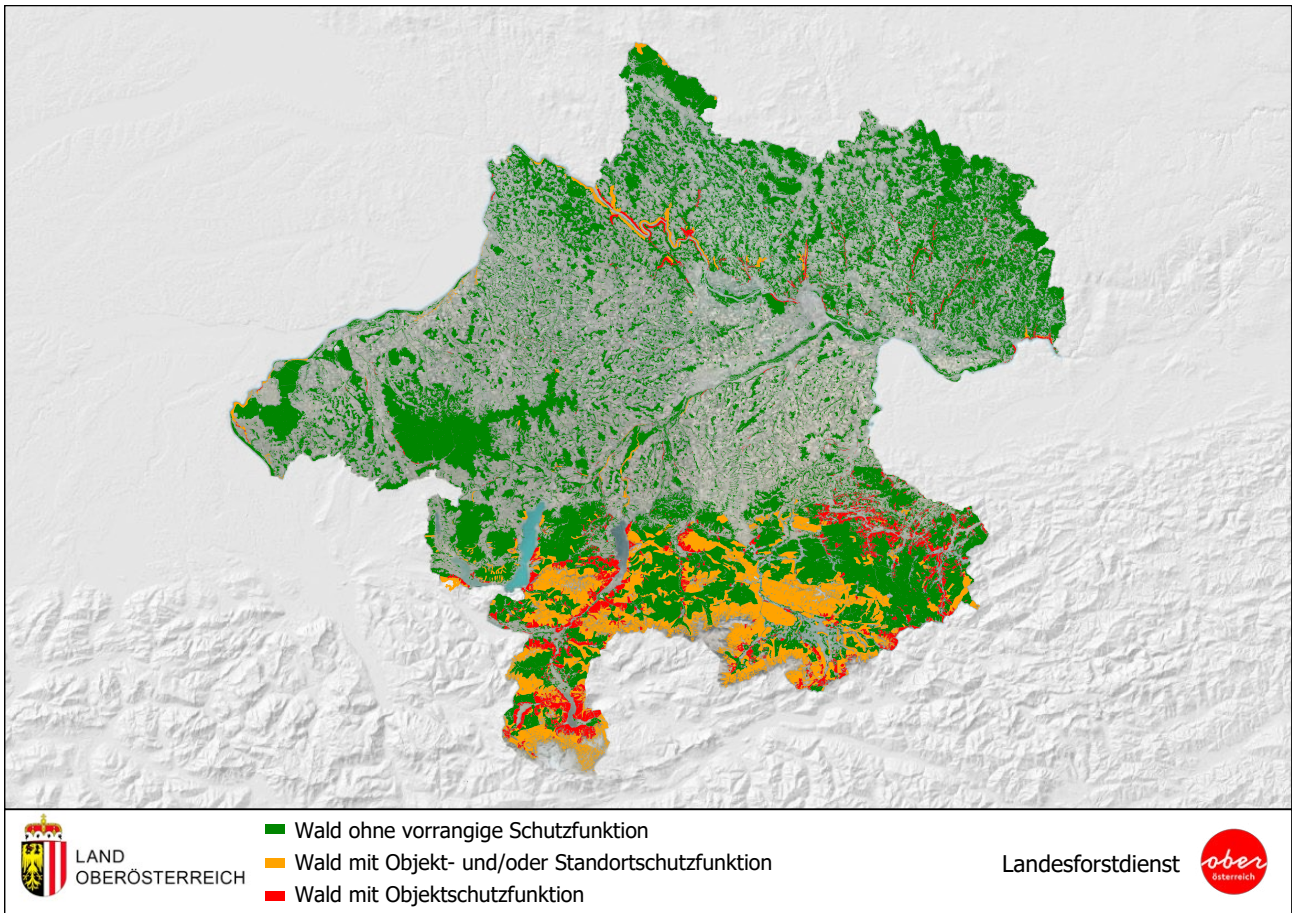 LAND
OBERÖSTERREICH
Wald ohne vorrangige Schutzfunktion
Wald mit Objekt- und/oder Standortschutzfunktion
Wald mit Objektschutzfunktion
Landesforstdienst
ober
österreich